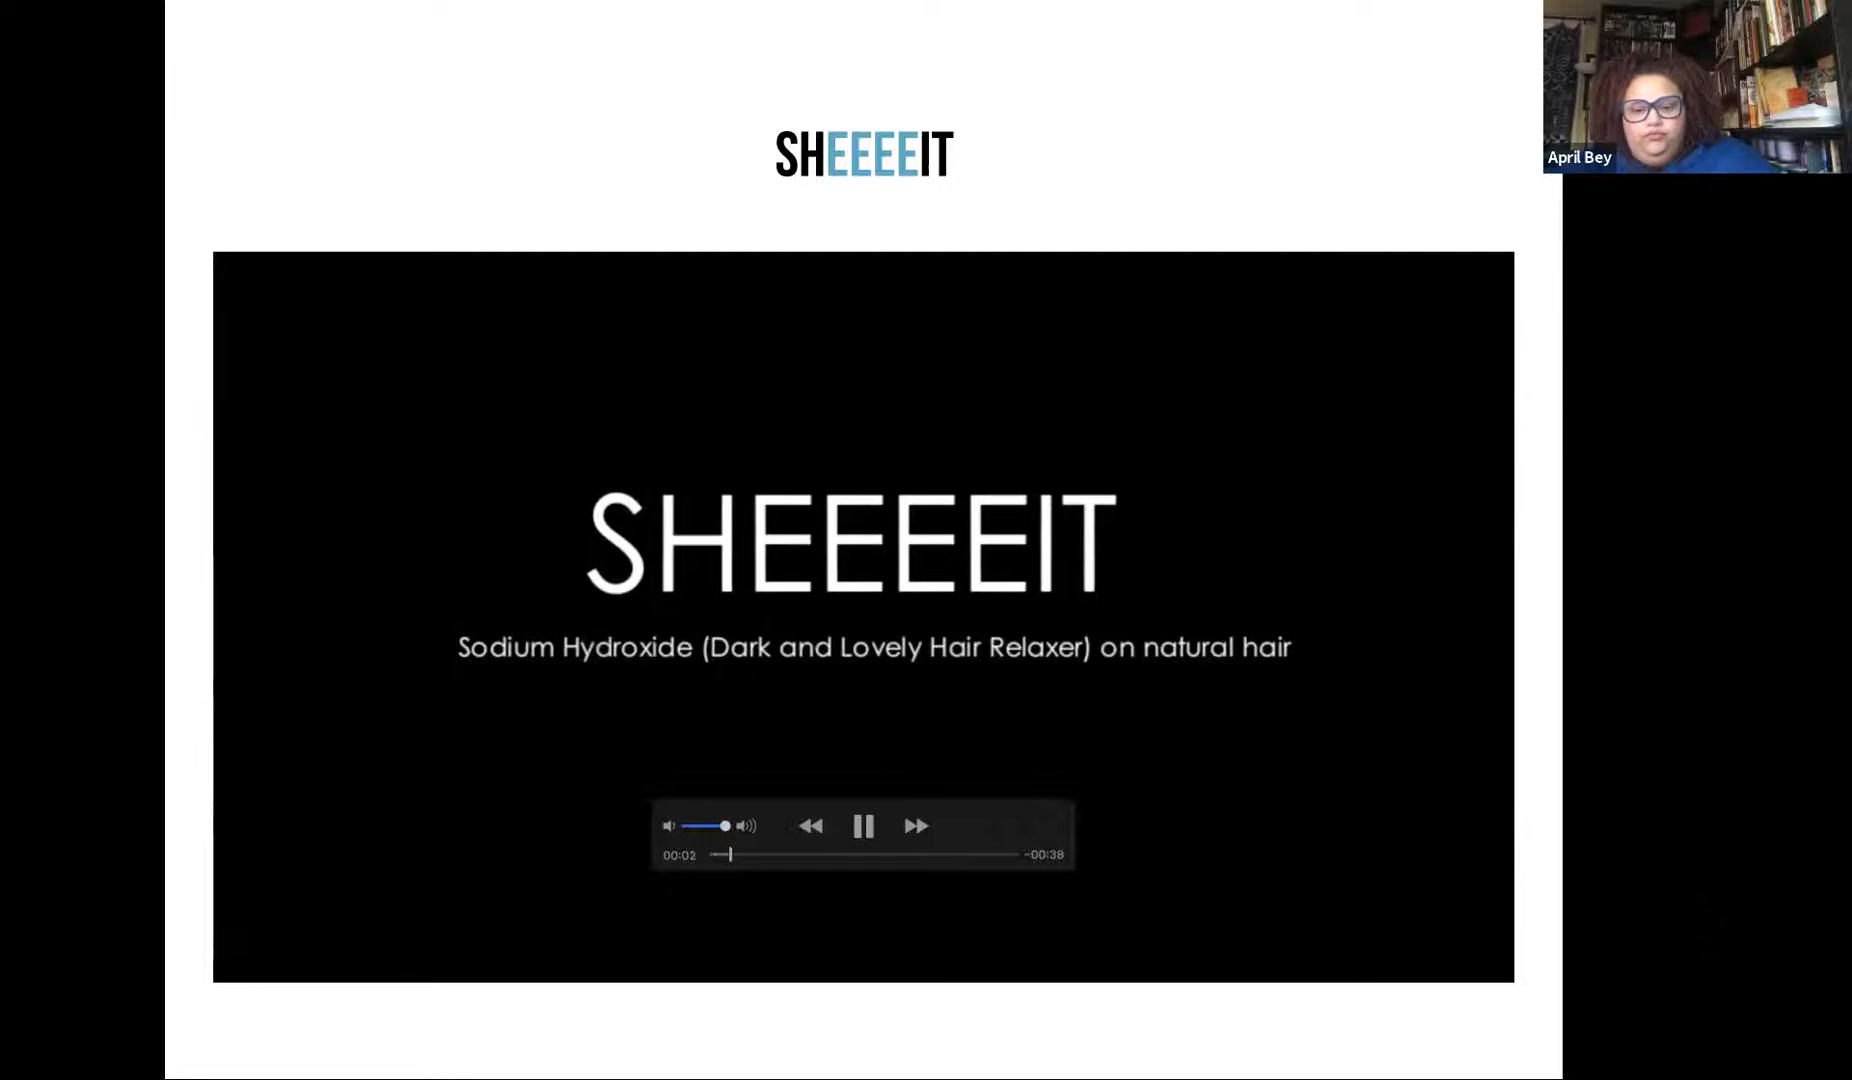 SHEEEEIT
April Bey
SHEEEEIT
Sodium Hydroxide (Dark and Lovely Hair Relaxer) on natural hair
00:02
-00:38